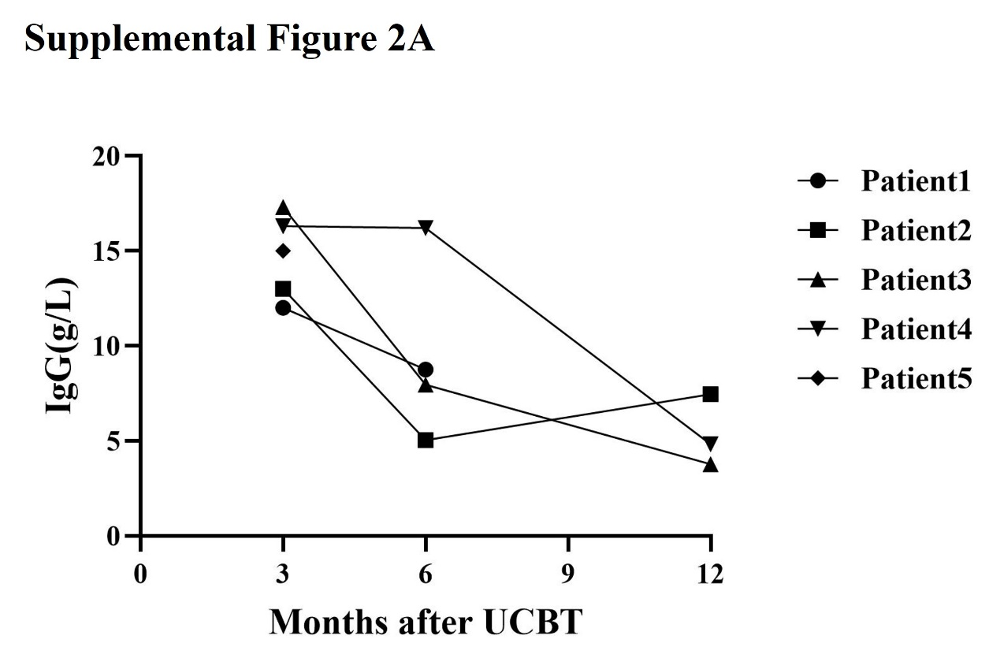 Supplemental Figure 2A
20
15
10
5
0
IgG(g/L)
0 3 6 9 12
Months after UCBT
Patient1
Patient2
Patient3
Patient4
Patient5